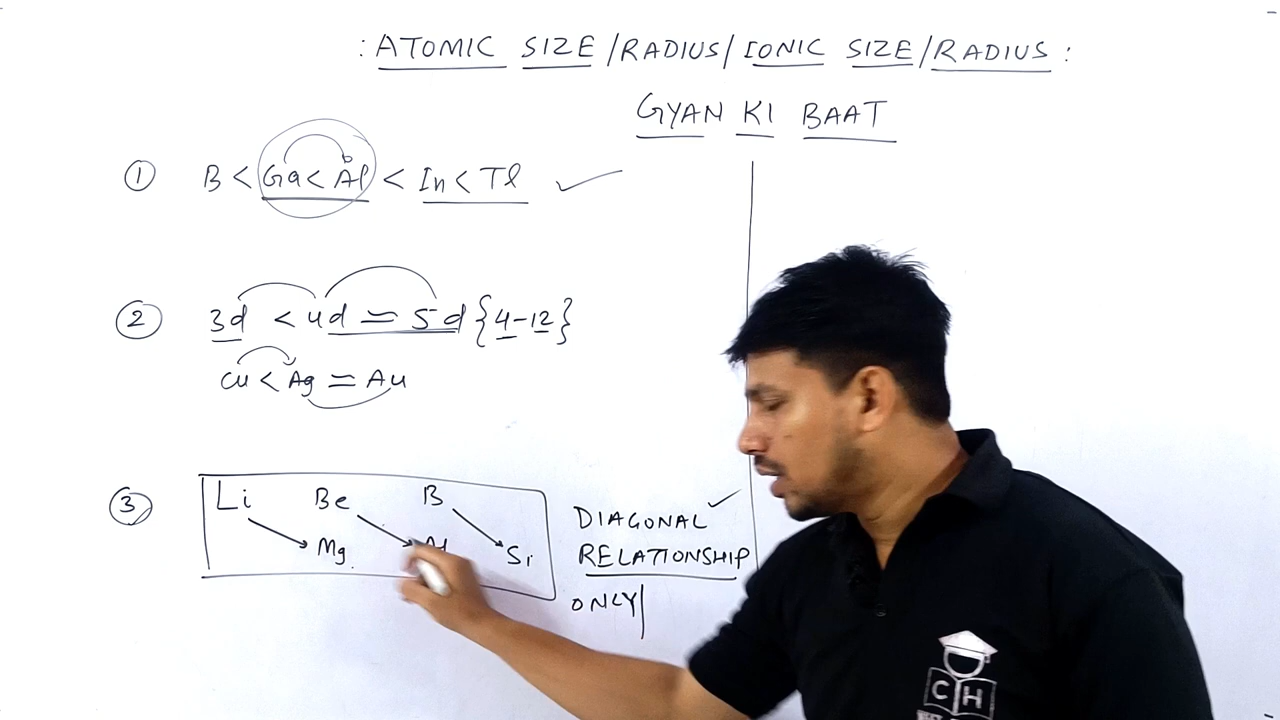 : ATOMIC SIZE/RADIUS/IONIC SIZE/RADIUS :
GYAN KI BAAT
① B < Ga < Al < In < Tl
② 3d < 4d = 5d {4-12}
Cu < Ag = Au
③ Li Be B
Mg Al Si
DIAGONAL
RELATIONSHIP
ONLY
C H